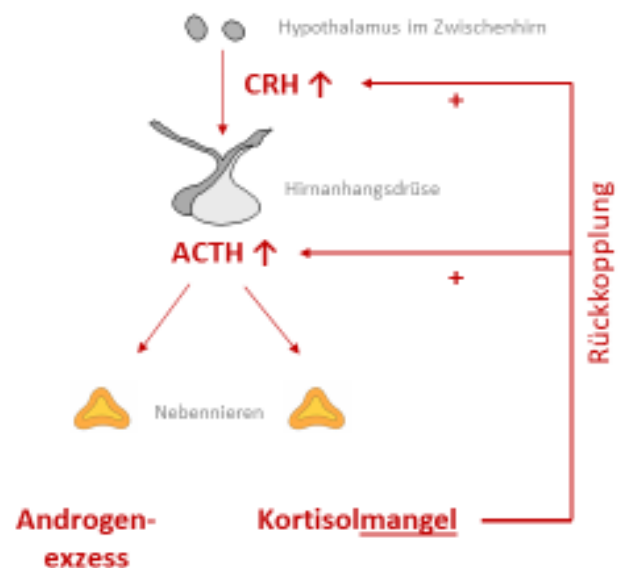 Hypothalamus im Zwischenhirn
CRH ↑
+
Hirnanhangsdrüse
ACTH ↑
+
Rückkopplung
Nebennieren
Androgen-
exzess
Kortisolmangel